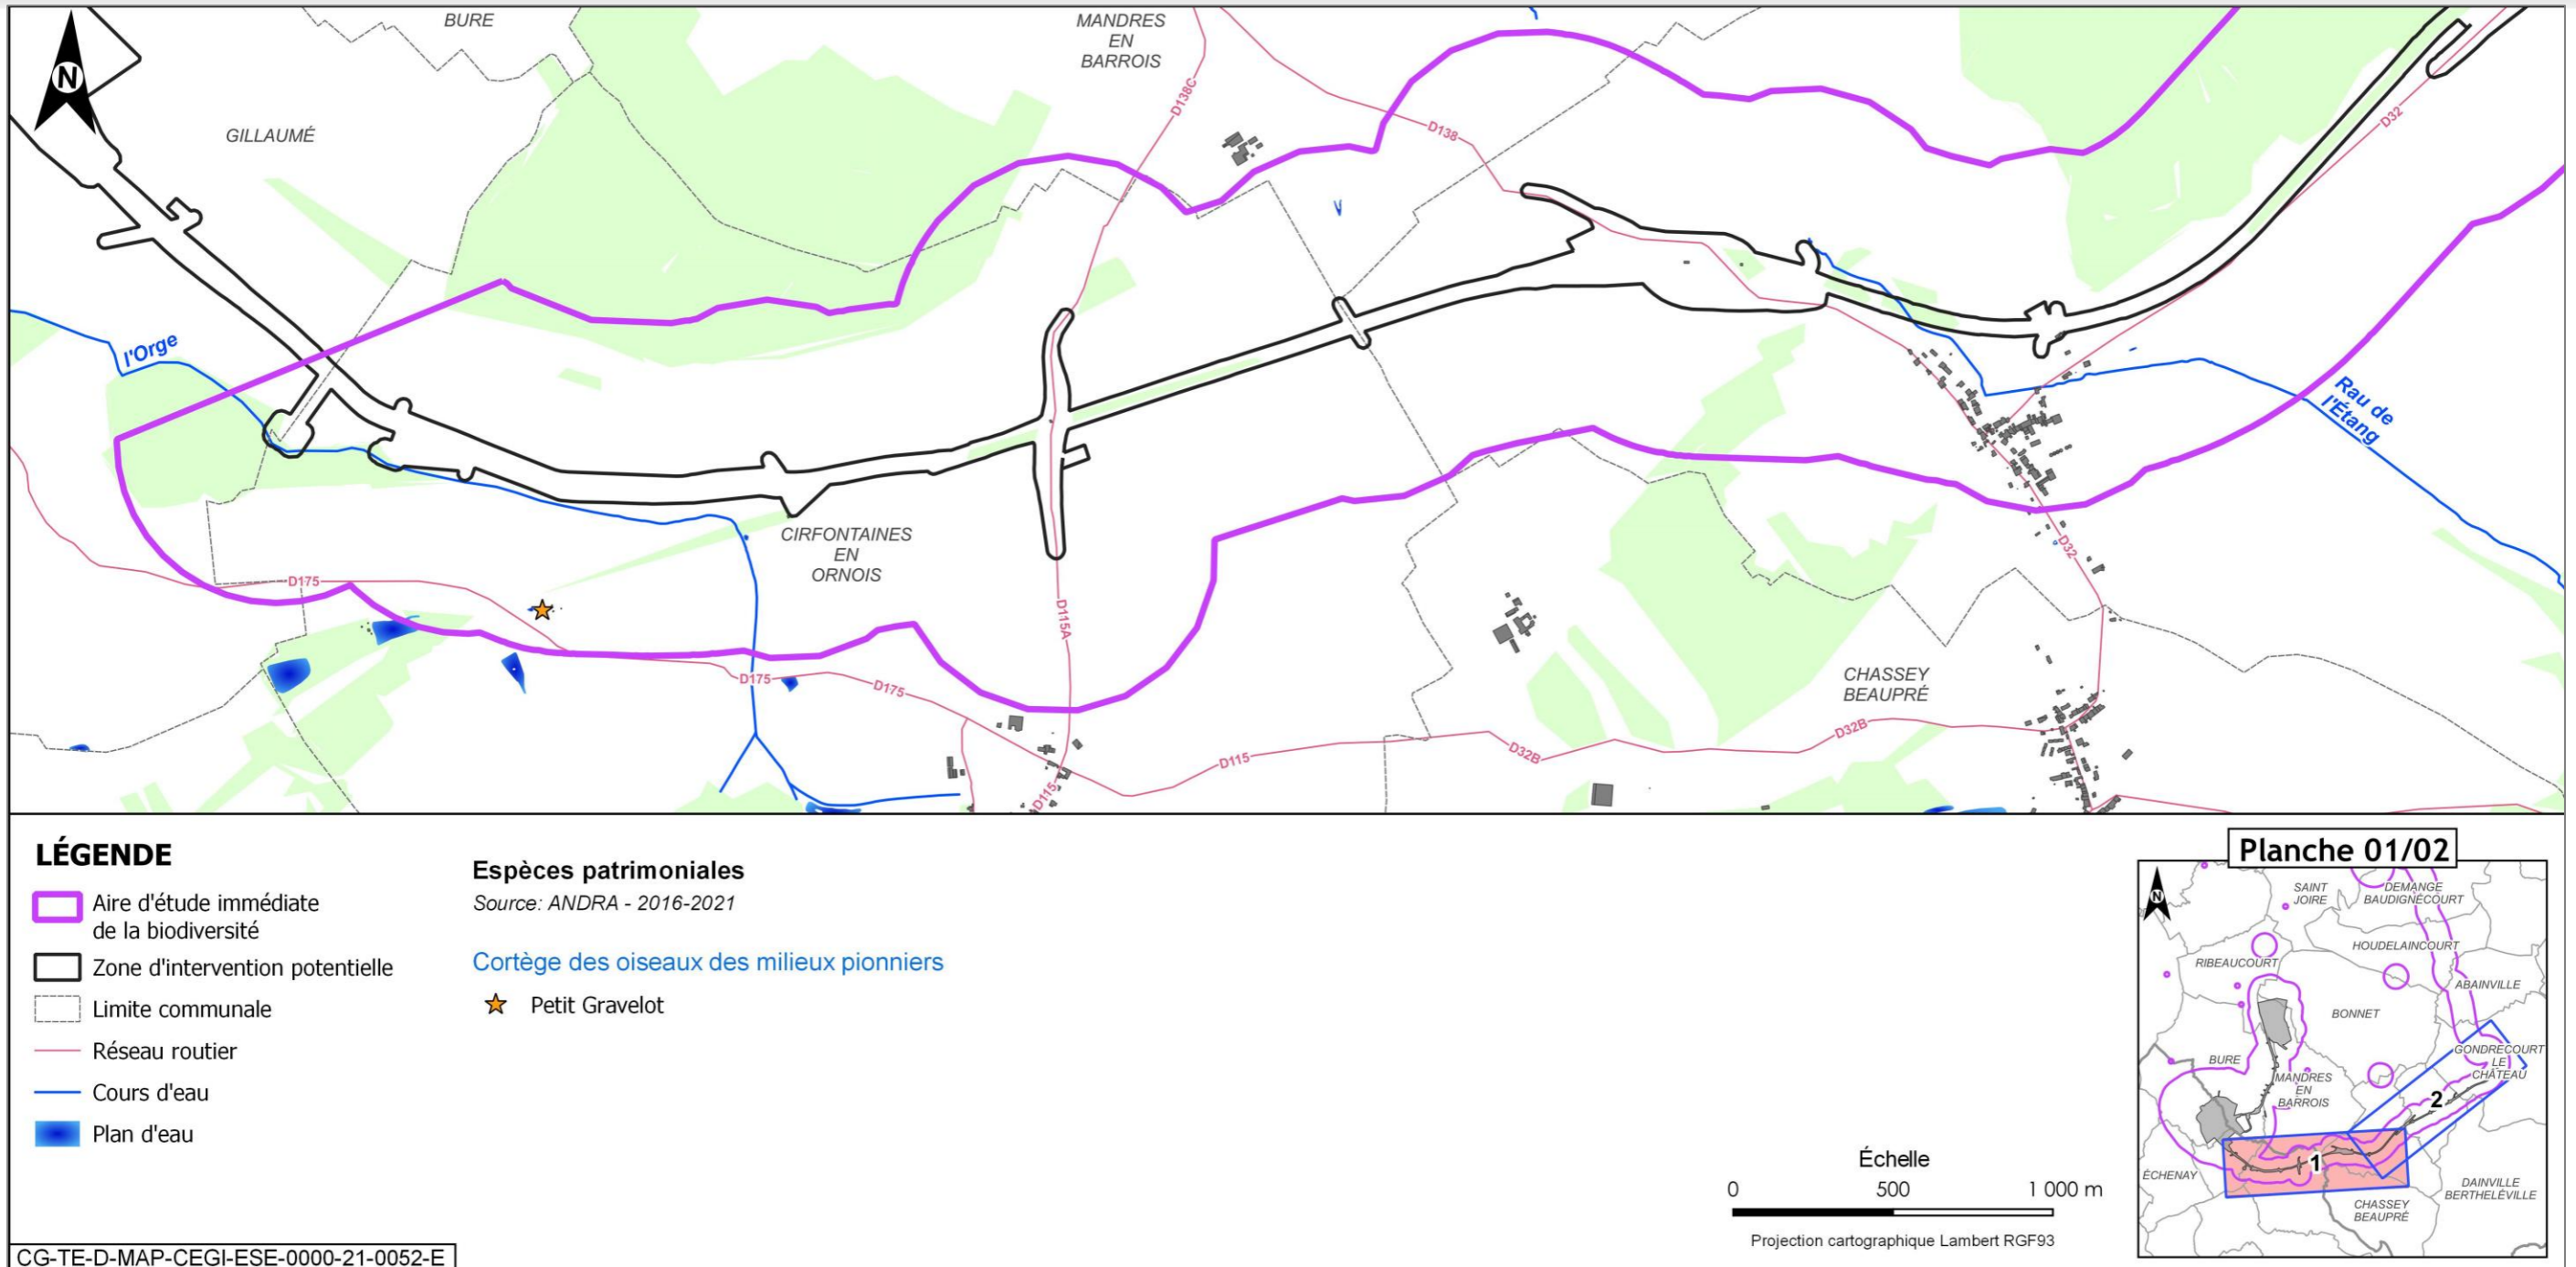 BURE
MANDRES
EN
BARROIS
N
GILLAUMÉ
D138C
D138
D32
l'Orge
Rau de
l'Étang
CIRFONTAINES
EN
ORNOIS
D175
D32
D115A
D175
D175
CHASSEY
BEAUPRÉ
D32B
D115
D32B
D115
LÉGENDE
Aire d'étude immédiate
de la biodiversité
Zone d'intervention potentielle
Limite communale
Réseau routier
Cours d'eau
Plan d'eau
Espèces patrimoniales
Source: ANDRA - 2016-2021
Cortège des oiseaux des milieux pionniers
Petit Gravelot
Échelle
0 500 1 000 m
Projection cartographique Lambert RGF93
Planche 01/02
N
SAINT
JOIRE
DEMANGE
BAUDIGNÉCOURT
HOUDELAINCOURT
RIBEAUCOURT
ABAINVILLE
BONNET
BURE
GONDRECOURT
LE
CHÂTEAU
MANDRES
EN
BARROIS
2
1
ÉCHENAY
DAINVILLE
BERTHELÉVILLE
CHASSEY
BEAUPRÉ
CG-TE-D-MAP-CEGI-ESE-0000-21-0052-E